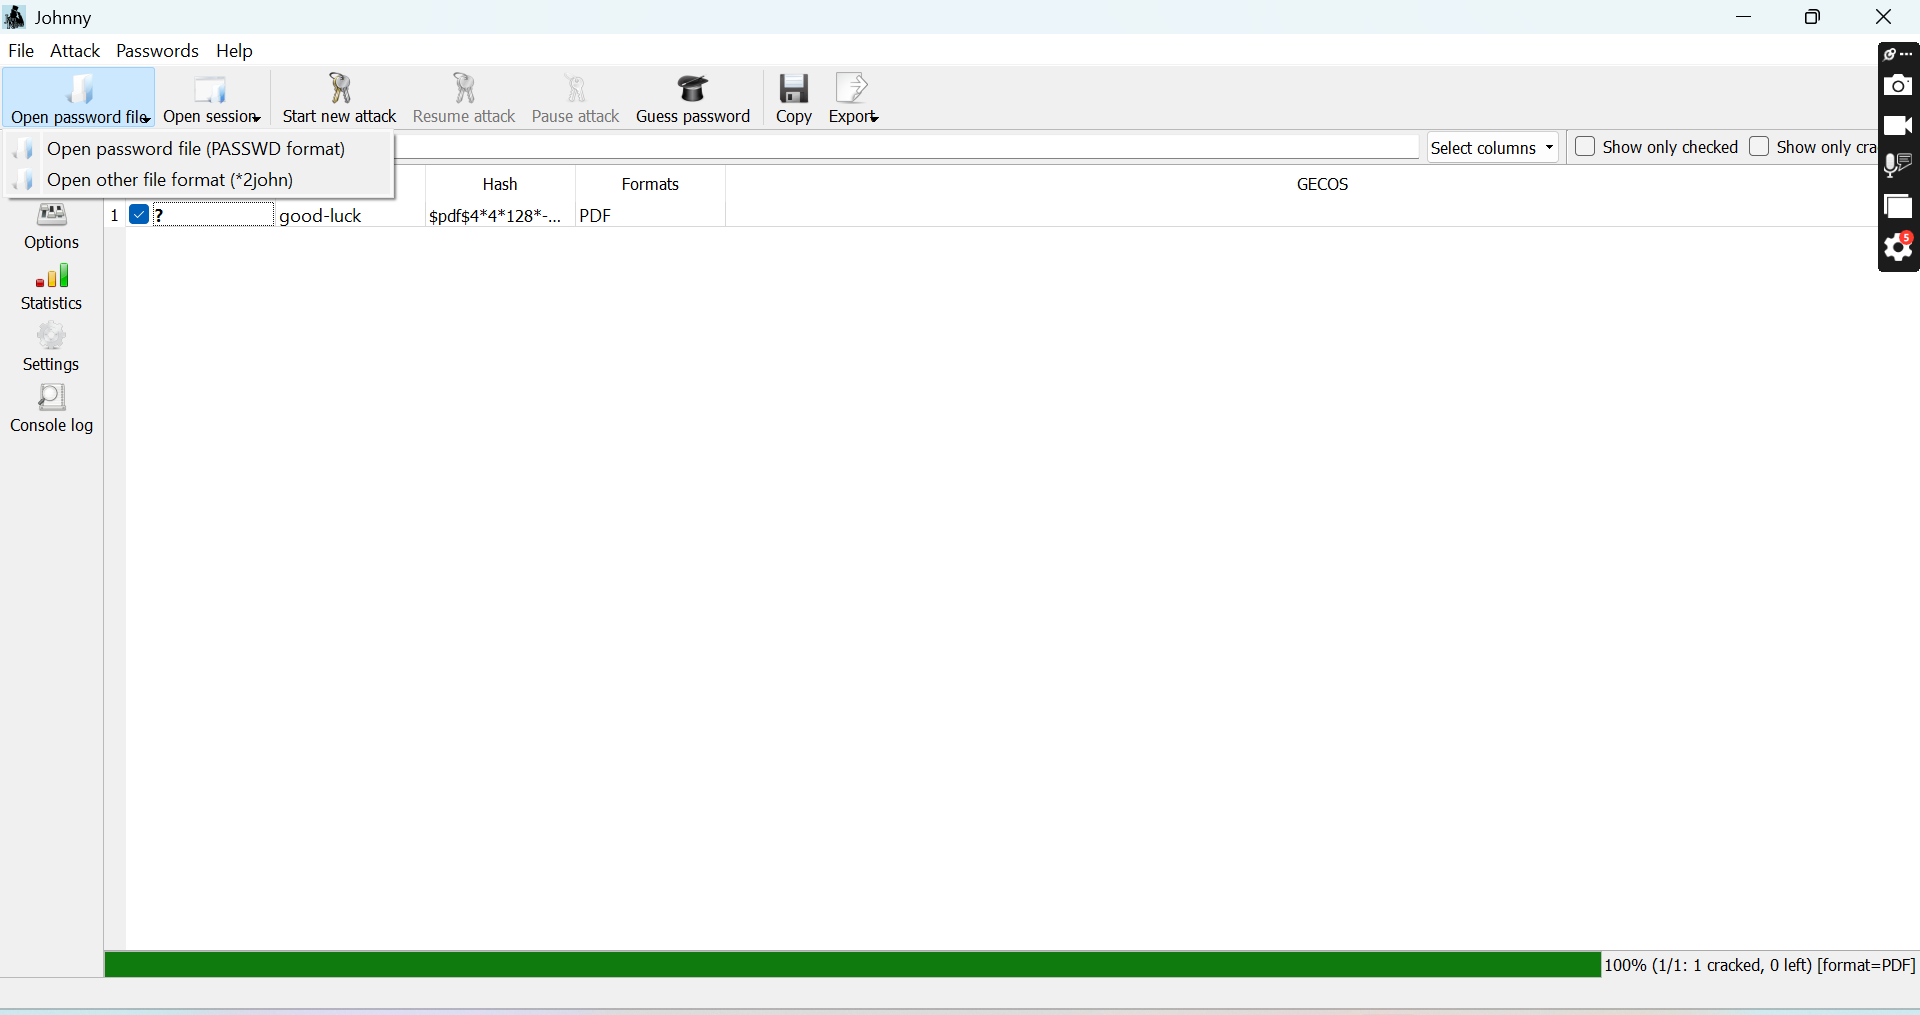 Johnny
File Attack Passwords Help
Open password file Open session Start new attack Resume attack Pause attack Guess password Copy Export
Open password file (PASSWD format)
Open other file format (*2john)
Select columns Show only checked Show only cra
Hash Formats GECOS
1 ? good-luck $pdf$4*4*128*-... PDF
Options
Statistics
Settings
Console log
5
100% (1/1: 1 cracked, 0 left) [format=PDF]